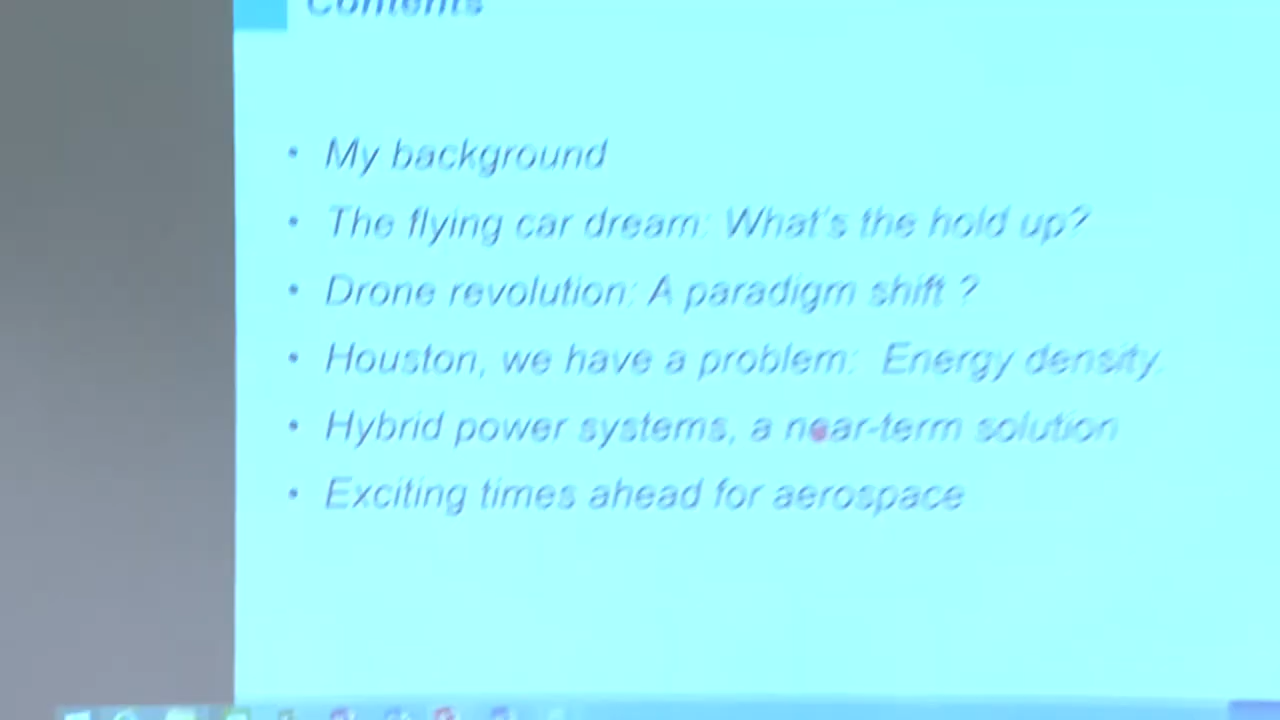 Contents
• My background
• The flying car dream: What's the hold up?
• Drone revolution: A paradigm shift ?
• Houston, we have a problem: Energy density.
• Hybrid power systems, a near-term solution
• Exciting times ahead for aerospace